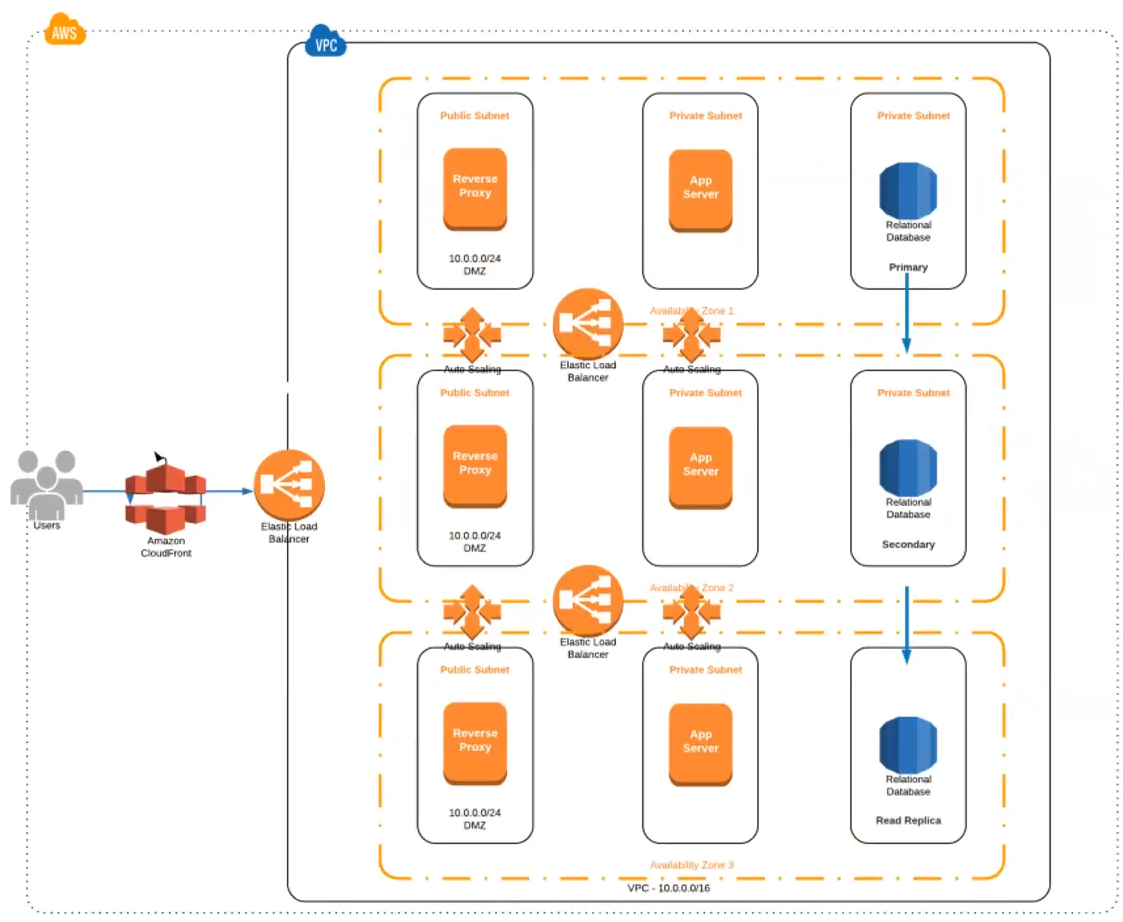 AWS
VPC
Public Subnet
Private Subnet
Private Subnet
Reverse
Proxy
App
Server
Relational
Database
10.0.0.0/24
DMZ
Primary
Availability Zone 1
Auto Scaling
Elastic Load
Balancer
Auto Scaling
Public Subnet
Private Subnet
Private Subnet
Reverse
Proxy
App
Server
Relational
Database
Users
Amazon
CloudFront
Elastic Load
Balancer
10.0.0.0/24
DMZ
Secondary
Availability Zone 2
Auto Scaling
Elastic Load
Balancer
Auto Scaling
Public Subnet
Private Subnet
Reverse
Proxy
App
Server
Relational
Database
10.0.0.0/24
DMZ
Read Replica
Availability Zone 3
VPC - 10.0.0.0/16